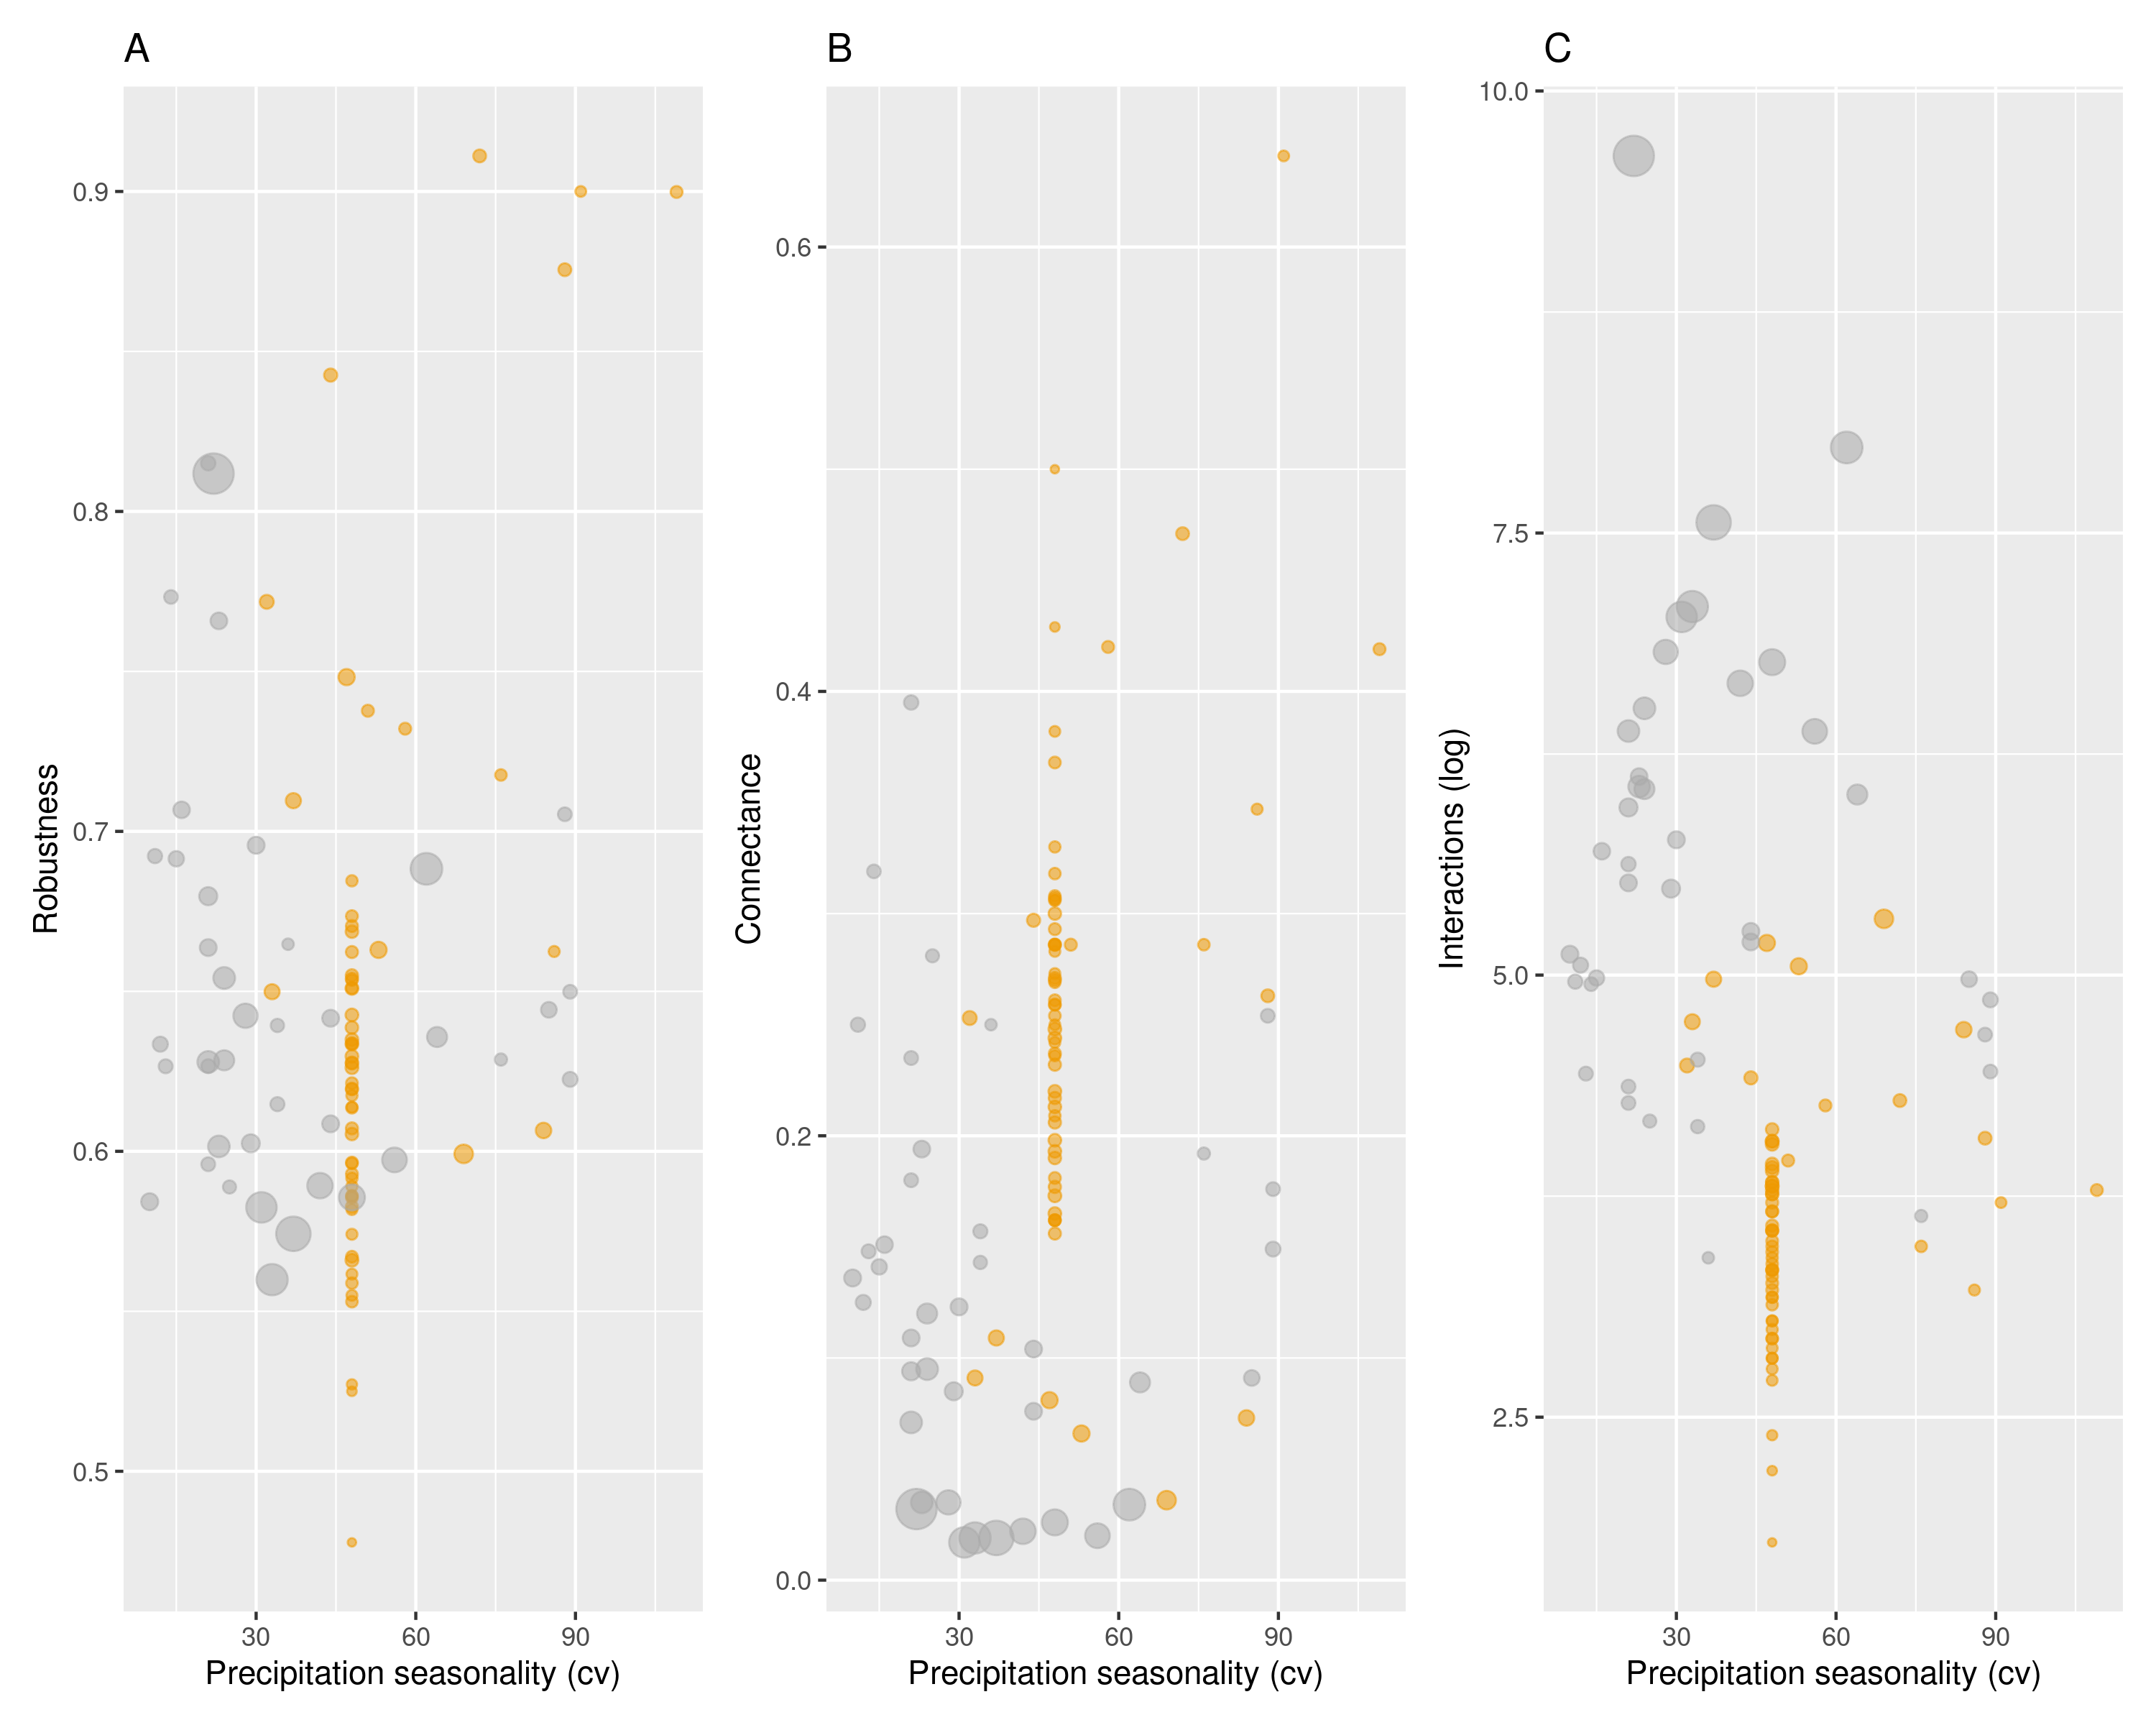 A
B
C
Robustness
0.9
0.8
0.7
0.6
0.5
30 60 90
Precipitation seasonality (cv)
Connectance
0.6
0.4
0.2
0.0
30 60 90
Precipitation seasonality (cv)
Interactions (log)
10.0
7.5
5.0
2.5
30 60 90
Precipitation seasonality (cv)